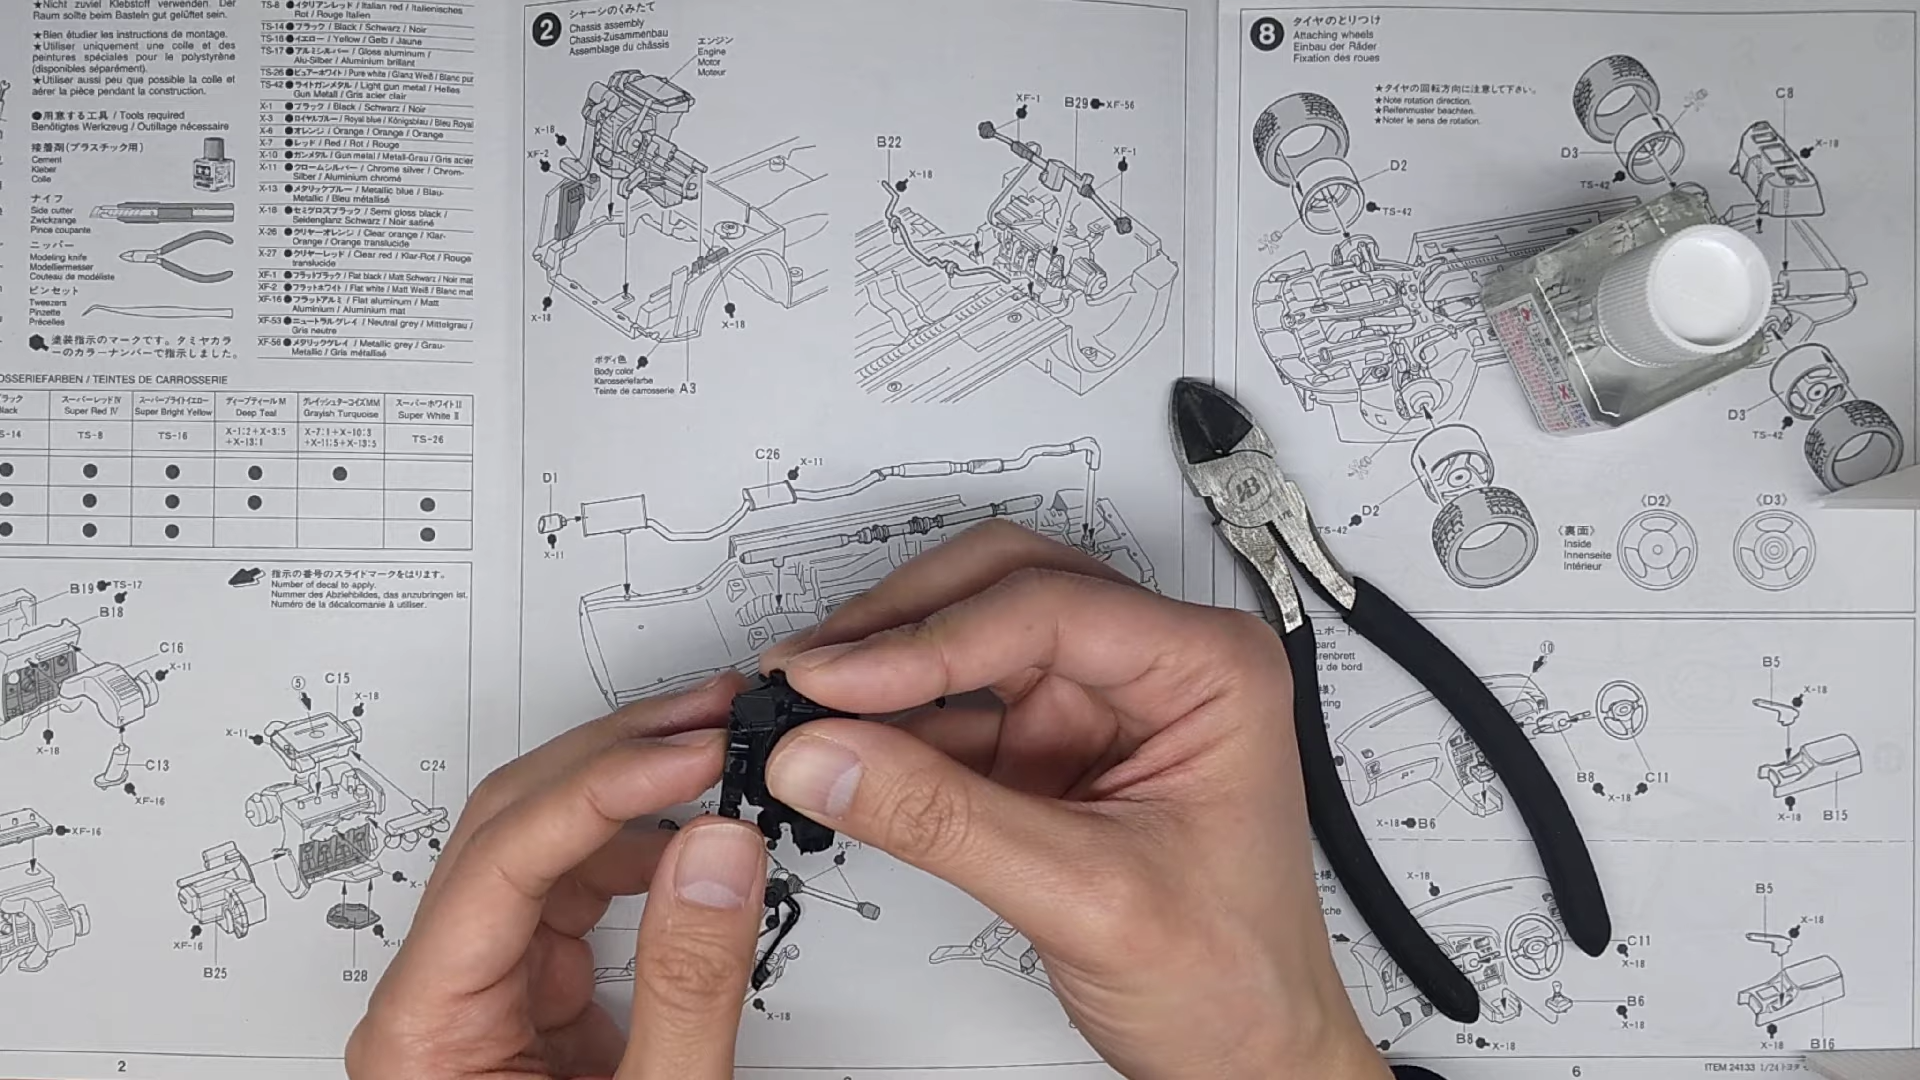 ★Nicht zuviel Klebstoff verwenden. Der
Raum sollte beim Basteln gut gelüftet sein.
★Bien étudier les instructions de montage.
★Utiliser uniquement une colle et des
peintures spéciales pour le polystyrène
(disponibles séparément).
★Utiliser aussi peu que possible la colle et
aérer la pièce pendant la construction.
●用意する工具 / Tools required
Benötigtes Werkzeug / Outillage nécessaire
接着剤(プラスチック用)
Cement
Kleber
Colle
ナイフ
Side cutter
Zwickzange
Pince coupante
ニッパー
Modeling knife
Modelliermesser
Couteau de modéliste
ピンセット
Tweezers
Pinzette
Précelles
塗装指示のマークです。タミヤカラ
ーのカラーナンバーで指示しました。
TS-8 ●イタリアンレッド / Italian red / Italienisches
Rot / Rouge Italien
TS-14●ブラック / Black / Schwarz / Noir
TS-16●イエロー / Yellow / Gelb / Jaune
TS-17●アルミシルバー / Gloss aluminum /
Alu-Silber / Aluminium brillant
TS-26●ピュアーホワイト / Pure white / Glanz Weiß / Blanc pur
TS-42●ライトガンメタル / Light gun metal / Helles
Gun Metall / Gris acier clair
X-1 ●ブラック / Black / Schwarz / Noir
X-3 ●ロイヤルブルー / Royal blue / Königsblau / Bleu Royal
X-6 ●オレンジ / Orange / Orange / Orange
X-7 ●レッド / Red / Rot / Rouge
X-10 ●ガンメタル / Gun metal / Metall-Grau / Gris acier
X-11 ●クロームシルバー / Chrome silver / Chrom-
Silber / Aluminium chromé
X-13 ●メタリックブルー / Metallic blue / Blau-
Metallic / Bleu métallisé
X-18 ●セミグロスブラック / Semi gloss black /
Seidenglanz Schwarz / Noir satiné
X-26 ●クリヤーオレンジ / Clear orange / Klar-
Orange / Orange translucide
X-27 ●クリヤーレッド / Clear red / Klar-Rot / Rouge
translucide
XF-1 ●フラットブラック / Flat black / Matt Schwarz / Noir mat
XF-2 ●フラットホワイト / Flat white / Matt Weiß / Blanc mat
XF-16●フラットアルミ / Flat aluminum / Matt
Aluminium / Aluminium mat
XF-53●ニュートラルグレイ / Neutral grey / Mittelgrau /
Gris neutre
XF-56●メタリックグレイ / Metallic grey / Grau-
Metallic / Gris métallisé
OSSERIEFARBEN / TEINTES DE CARROSSERIE
ラック スーパーレッドⅣ スーパーブライトイエロー ディープティールM グレイッシュターコイズMM スーパーホワイトⅡ
lack Super Red Ⅳ Super Bright Yellow Deep Teal Grayish Turquoise Super White Ⅱ
S-14 TS-8 TS-16 X-1:2+X-3:5 X-7:1+X-10:3 TS-26
+X-13:1 +X-11:5+X-13:5
指示の番号のスライドマークをはります。
Number of decal to apply.
Nummer des Abziehbildes, das anzubringen ist.
Numéro de la décalcomanie à utiliser.
B19 TS-17
B18
C16
X-11
X-18
C13
XF-16
⑤
C15
X-18
X-11
C24
XF-16
XF-16
B25
B28
2
2
シャーシのくみたて
Chassis assembly
Chassis-Zusammenbau
Assemblage du châssis
エンジン
Engine
Motor
Moteur
X-18
XF-2
X-18
X-18
ボディ色
Body color
Karosseriefarbe
Teinte de carrosserie
A3
B22
X-18
XF-1
B29 XF-56
XF-1
D1
X-11
C26
X-11
XF-1
X-18
8
タイヤのとりつけ
Attaching wheels
Einbau der Räder
Fixation des roues
★タイヤの回転方向に注意して下さい。
★Note rotation direction.
★Reifenmuster beachten.
★Noter le sens de rotation.
D2
TS-42
D3
TS-42
C8
X-18
D3
TS-42
D2
TS-42
《D2》
《D3》
《裏面》
Inside
Innenseite
Intérieur
⑩
B8
X-18
C11
X-18
B6
B5
X-18
X-18
B15
X-18
C11
X-18
B6
X-18
B8
X-18
B5
X-18
X-18
B16
6
ITEM 24133 1/24